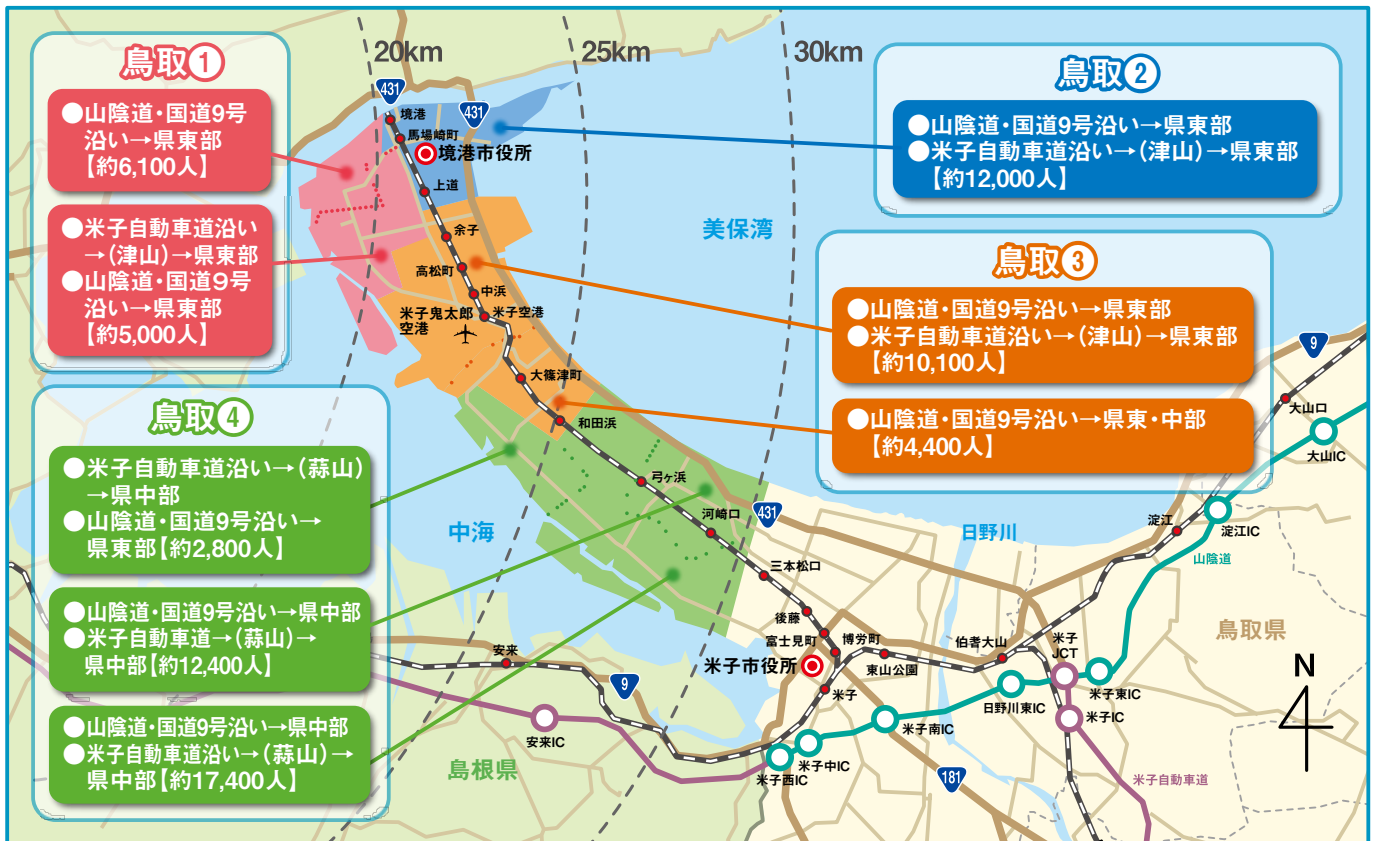 20km
25km
30km
鳥取①
●山陰道・国道9号
沿い→県東部
【約6,100人】
●米子自動車道沿い
→(津山)→県東部
●山陰道・国道9号
沿い→県東部
【約5,000人】
鳥取②
●山陰道・国道9号沿い→県東部
●米子自動車道沿い→(津山)→県東部
【約12,000人】
鳥取③
●山陰道・国道9号沿い→県東部
●米子自動車道沿い→(津山)→県東部
【約10,100人】
●山陰道・国道9号沿い→県東・中部
【約4,400人】
鳥取④
●米子自動車道沿い→(蒜山)
→県中部
●山陰道・国道9号沿い→
県東部【約2,800人】
●山陰道・国道9号沿い→県中部
●米子自動車道→(蒜山)→
県中部【約12,400人】
●山陰道・国道9号沿い→県中部
●米子自動車道沿い→(蒜山)→
県中部【約17,400人】
431
431
境港
馬場崎町
境港市役所
上道
余子
高松町
中浜
米子鬼太郎
空港
米子空港
大篠津町
和田浜
弓ヶ浜
河崎口
431
三本松口
後藤
富士見町
博労町
米子市役所
米子
東山公園
伯耆大山
美保湾
中海
日野川
淀江
淀江IC
山陰道
9
大山口
大山IC
鳥取県
米子
JCT
米子東IC
米子IC
日野川東IC
米子南IC
米子中IC
米子西IC
181
米子自動車道
安来
9
安来IC
島根県
N